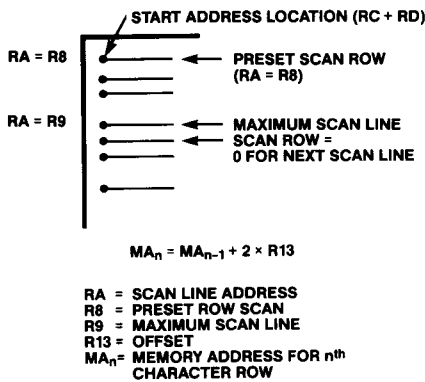 START ADDRESS LOCATION (RC + RD)
RA = R8
PRESET SCAN ROW
(RA = R8)
RA = R9
MAXIMUM SCAN LINE
SCAN ROW =
0 FOR NEXT SCAN LINE
MAn = MAn−1 + 2 × R13
RA = SCAN LINE ADDRESS
R8 = PRESET ROW SCAN
R9 = MAXIMUM SCAN LINE
R13 = OFFSET
MAn= MEMORY ADDRESS FOR nth
CHARACTER ROW